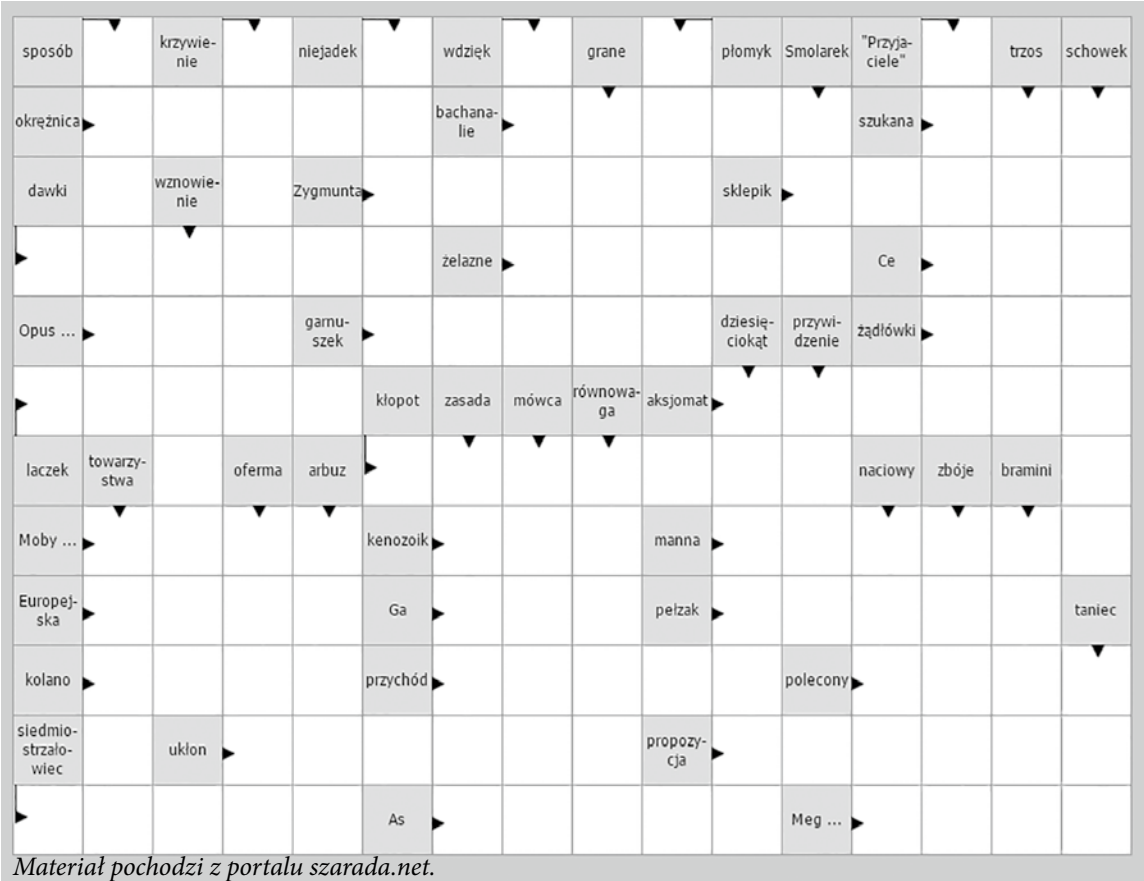 sposób
krzywie-
nie
niejadek
wdzięk
grane
płomyk
Smolarek
"Przyja-
ciele"
trzos
schowek
okrężnica
bachana-
lie
szukana
dawki
wznowie-
nie
Zygmunta
sklepik
żelazne
Ce
Opus ...
garnu-
szek
dziesię-
ciokąt
przywi-
dzenie
żądłówki
kłopot
zasada
mówca
równowa-
ga
aksjomat
laczek
towarzy-
stwa
oferma
arbuz
naciowy
zbóje
bramini
Moby ...
kenozoik
manna
Europej-
ska
Ga
pełzak
taniec
kolano
przychód
polecony
siedmio-
strzało-
wiec
ukłon
propozy-
cja
As
Meg ...
Materiał pochodzi z portalu szarada.net.